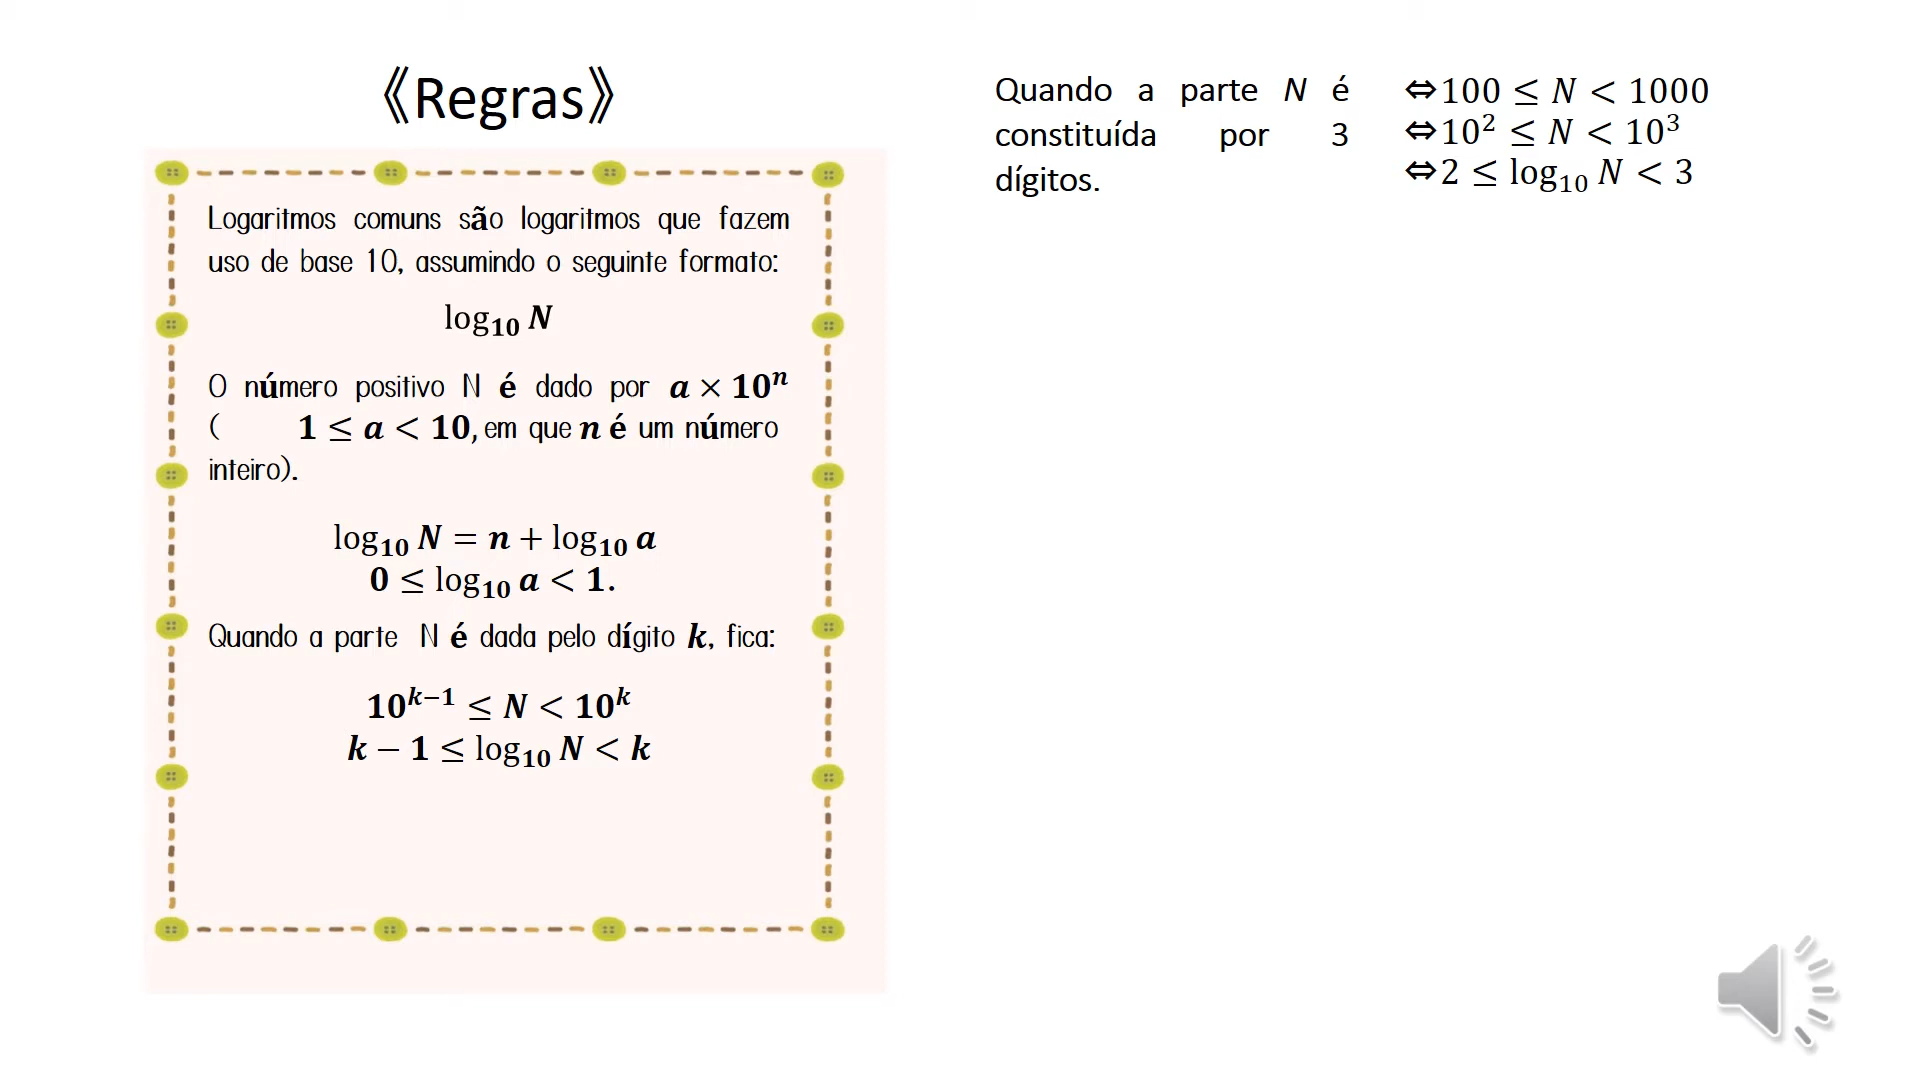 《Regras》
Logaritmos comuns são logaritmos que fazem
uso de base 10, assumindo o seguinte formato:
log₁₀ N
O número positivo N é dado por a × 10ⁿ
( 1 ≤ a < 10, em que n é um número
inteiro).
log₁₀ N = n + log₁₀ a
0 ≤ log₁₀ a < 1.
Quando a parte N é dada pelo dígito k, fica:
10ᵏ⁻¹ ≤ N < 10ᵏ
k − 1 ≤ log₁₀ N < k
Quando a parte N é
constituída por 3
dígitos.
⇔100 ≤ N < 1000
⇔10² ≤ N < 10³
⇔2 ≤ log₁₀ N < 3